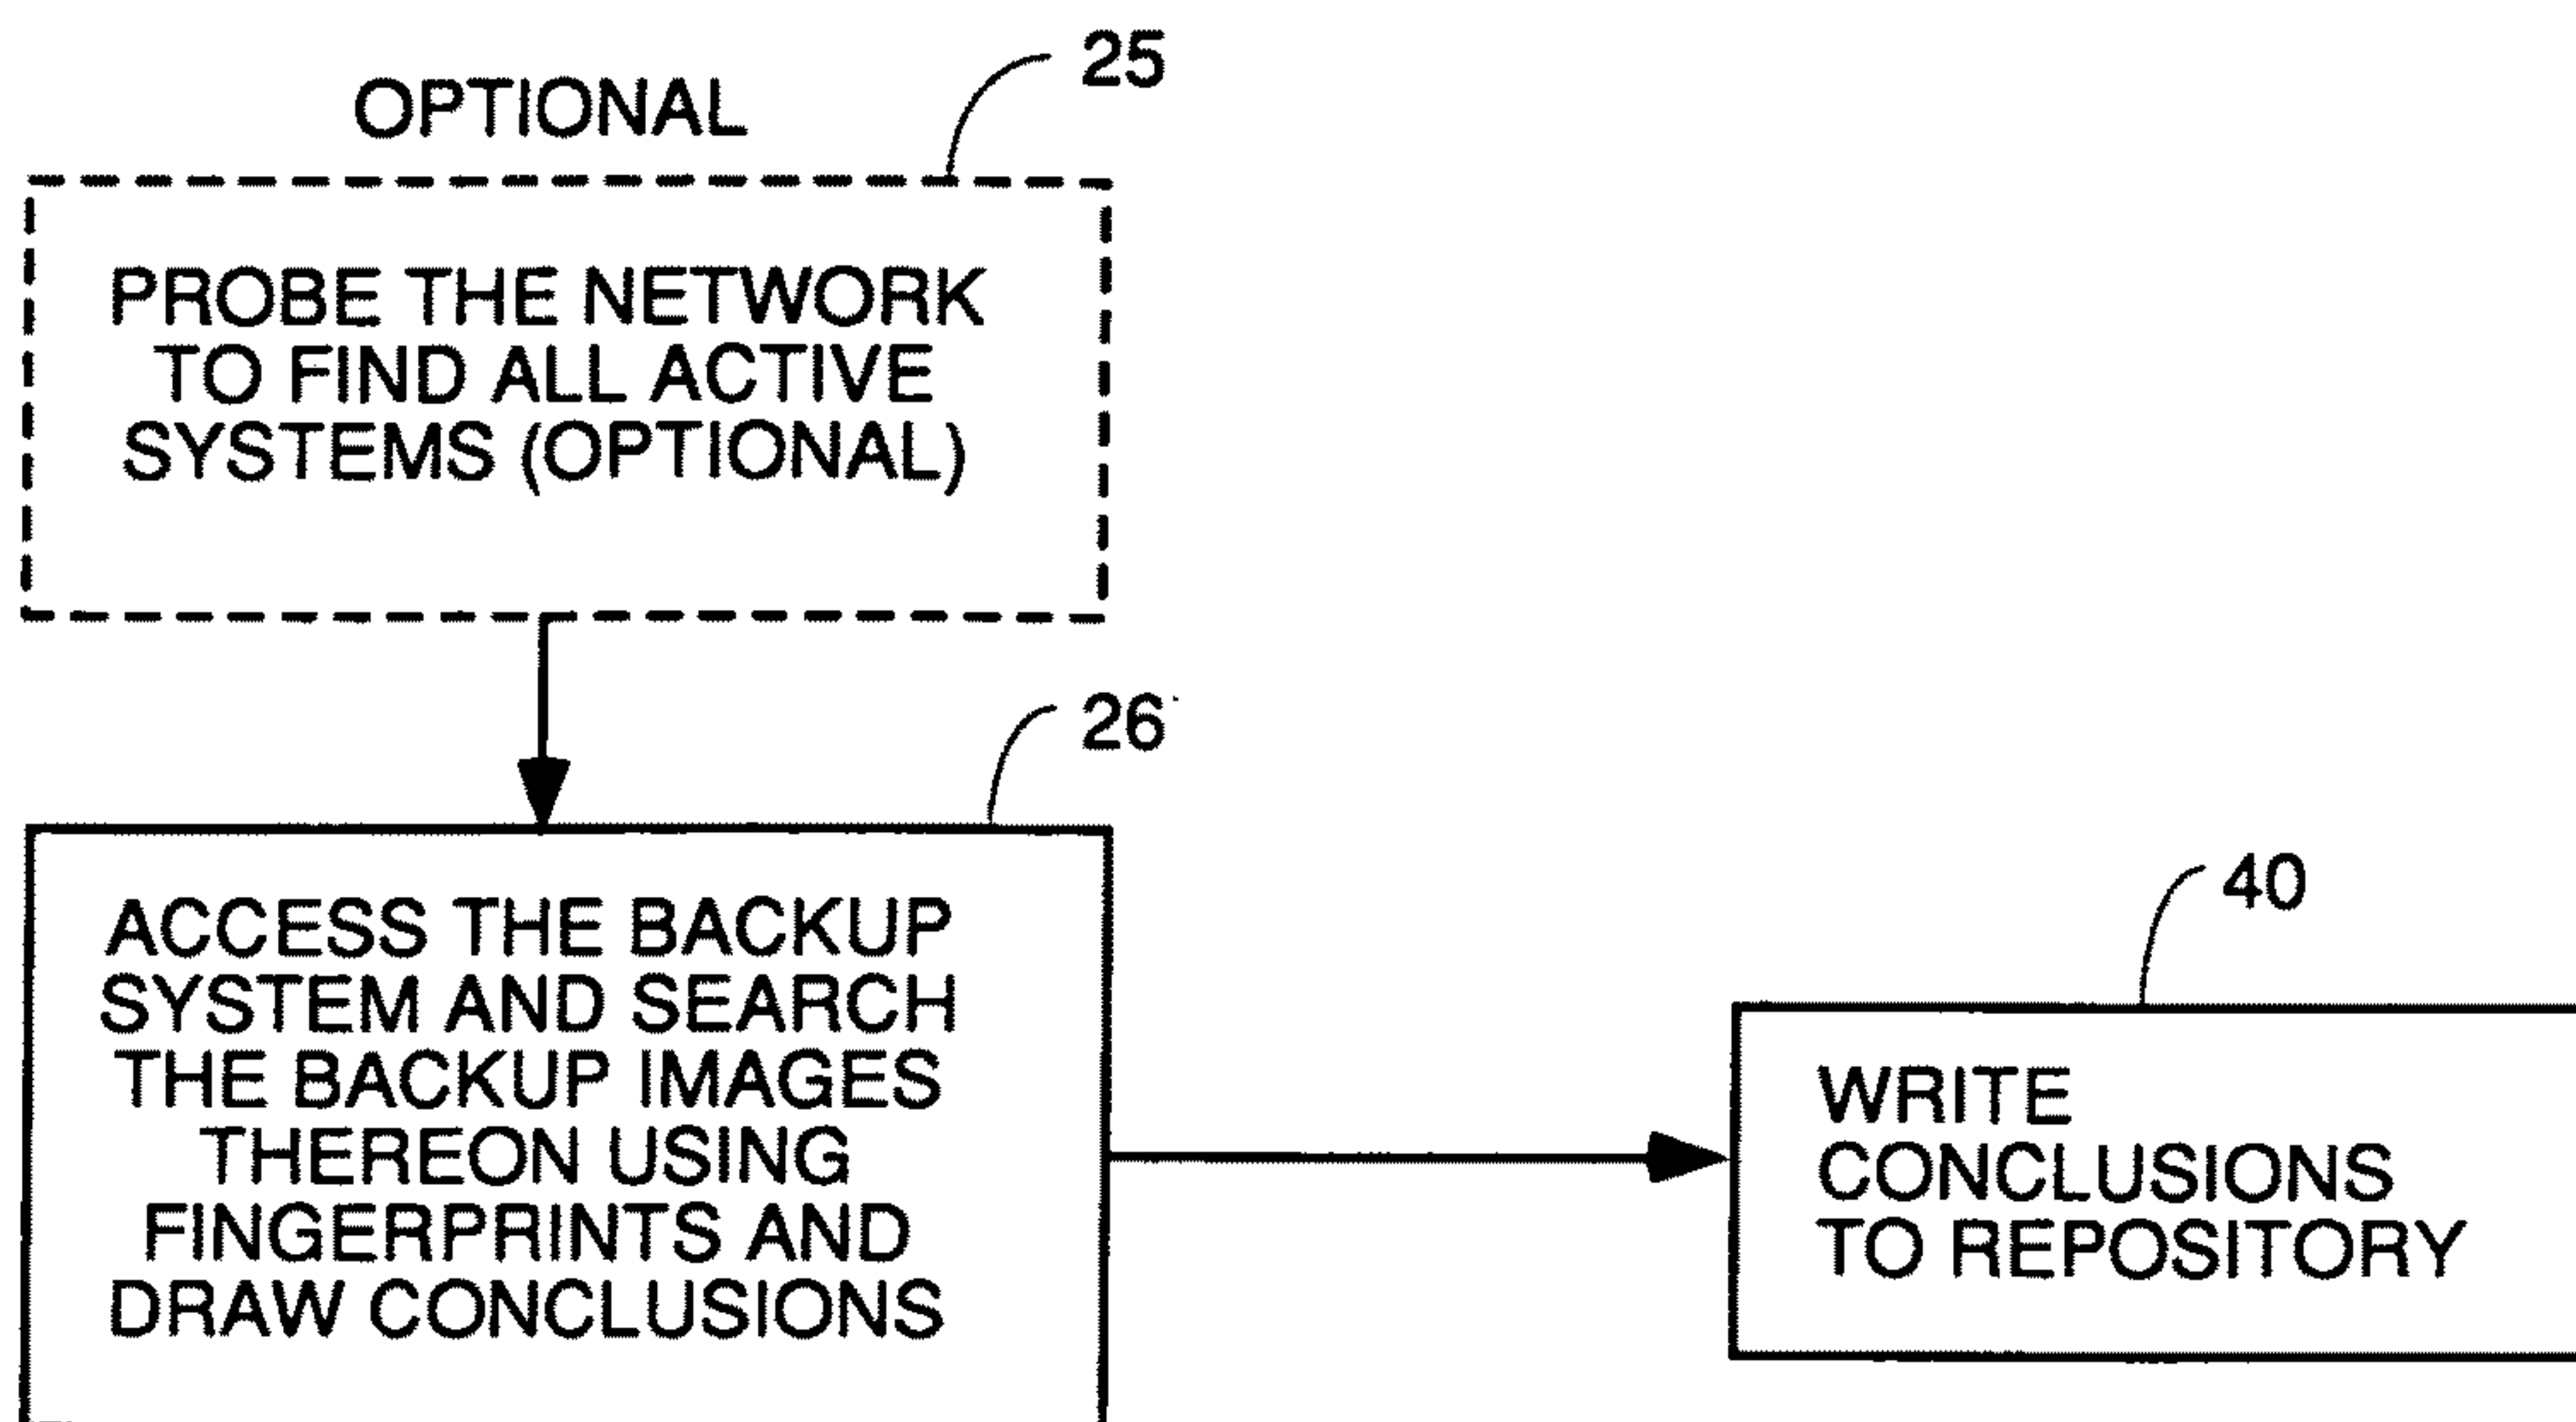 OPTIONAL
25
PROBE THE NETWORK
TO FIND ALL ACTIVE
SYSTEMS (OPTIONAL)
26
ACCESS THE BACKUP
SYSTEM AND SEARCH
THE BACKUP IMAGES
THEREON USING
FINGERPRINTS AND
DRAW CONCLUSIONS
40
WRITE
CONCLUSIONS
TO REPOSITORY